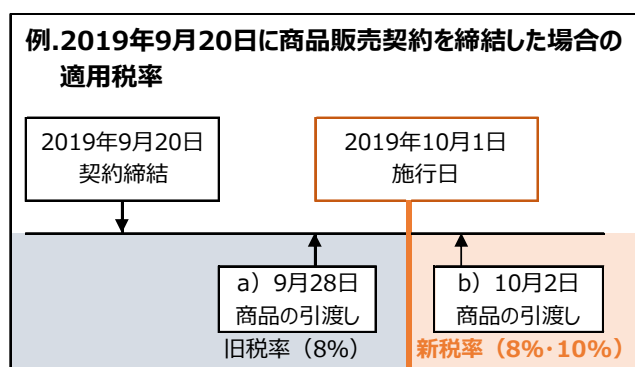 例.2019年9月20日に商品販売契約を締結した場合の
適用税率
2019年9月20日
契約締結
2019年10月1日
施行日
a）9月28日
商品の引渡し
b）10月2日
商品の引渡し
旧税率（8%）
新税率（8%・10%）